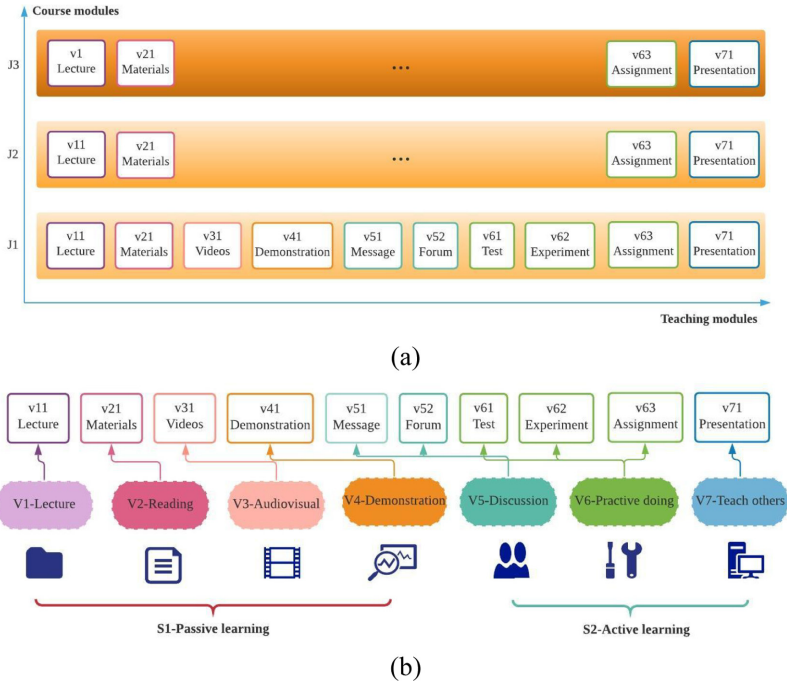 Course modules
J3
v1 Lecture
v21 Materials
...
v63 Assignment
v71 Presentation
J2
v11 Lecture
v21 Materials
...
v63 Assignment
v71 Presentation
J1
v11 Lecture
v21 Materials
v31 Videos
v41 Demonstration
v51 Message
v52 Forum
v61 Test
v62 Experiment
v63 Assignment
v71 Presentation
Teaching modules
(a)
v11 Lecture
v21 Materials
v31 Videos
v41 Demonstration
v51 Message
v52 Forum
v61 Test
v62 Experiment
v63 Assignment
v71 Presentation
V1-Lecture
V2-Reading
V3-Audiovisual
V4-Demonstration
V5-Discussion
V6-Practive doing
V7-Teach others
S1-Passive learning
S2-Active learning
(b)